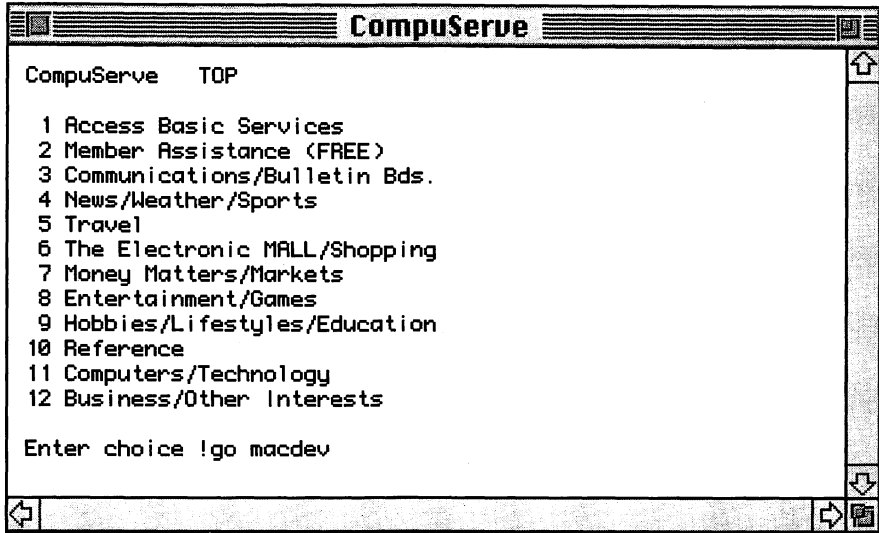 CompuServe
CompuServe TOP
1 Access Basic Services
2 Member Assistance (FREE)
3 Communications/Bulletin Bds.
4 News/Weather/Sports
5 Travel
6 The Electronic MALL/Shopping
7 Money Matters/Markets
8 Entertainment/Games
9 Hobbies/Lifestyles/Education
10 Reference
11 Computers/Technology
12 Business/Other Interests
Enter choice !go macdev